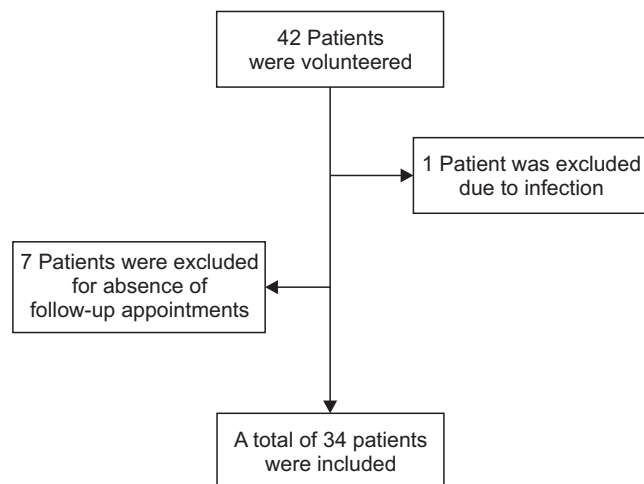 42 Patients
were volunteered
1 Patient was excluded
due to infection
7 Patients were excluded
for absence of
follow-up appointments
A total of 34 patients
were included